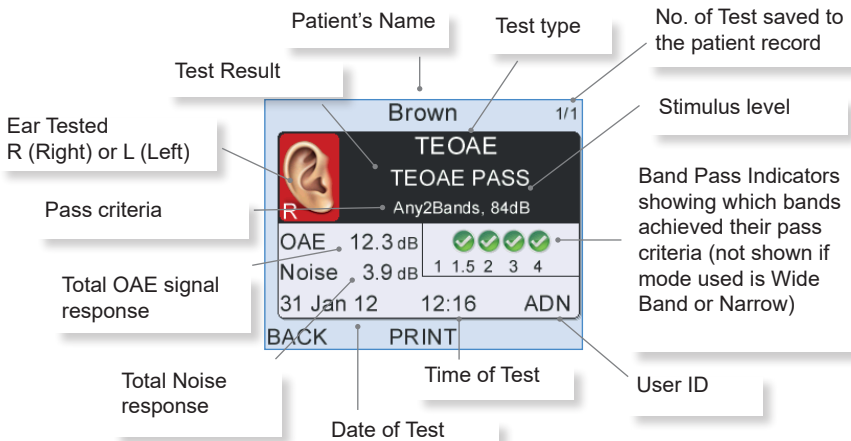 Patient's Name
Test type
No. of Test saved to
the patient record
Test Result
Stimulus level
Ear Tested
R (Right) or L (Left)
Pass criteria
Total OAE signal
response
Total Noise
response
Date of Test
Time of Test
User ID
Band Pass Indicators
showing which bands
achieved their pass
criteria (not shown if
mode used is Wide
Band or Narrow)
Brown 1/1
TEOAE
TEOAE PASS
R
Any2Bands, 84dB
OAE 12.3 dB
Noise 3.9 dB
1 1.5 2 3 4
31 Jan 12 12:16 ADN
BACK PRINT